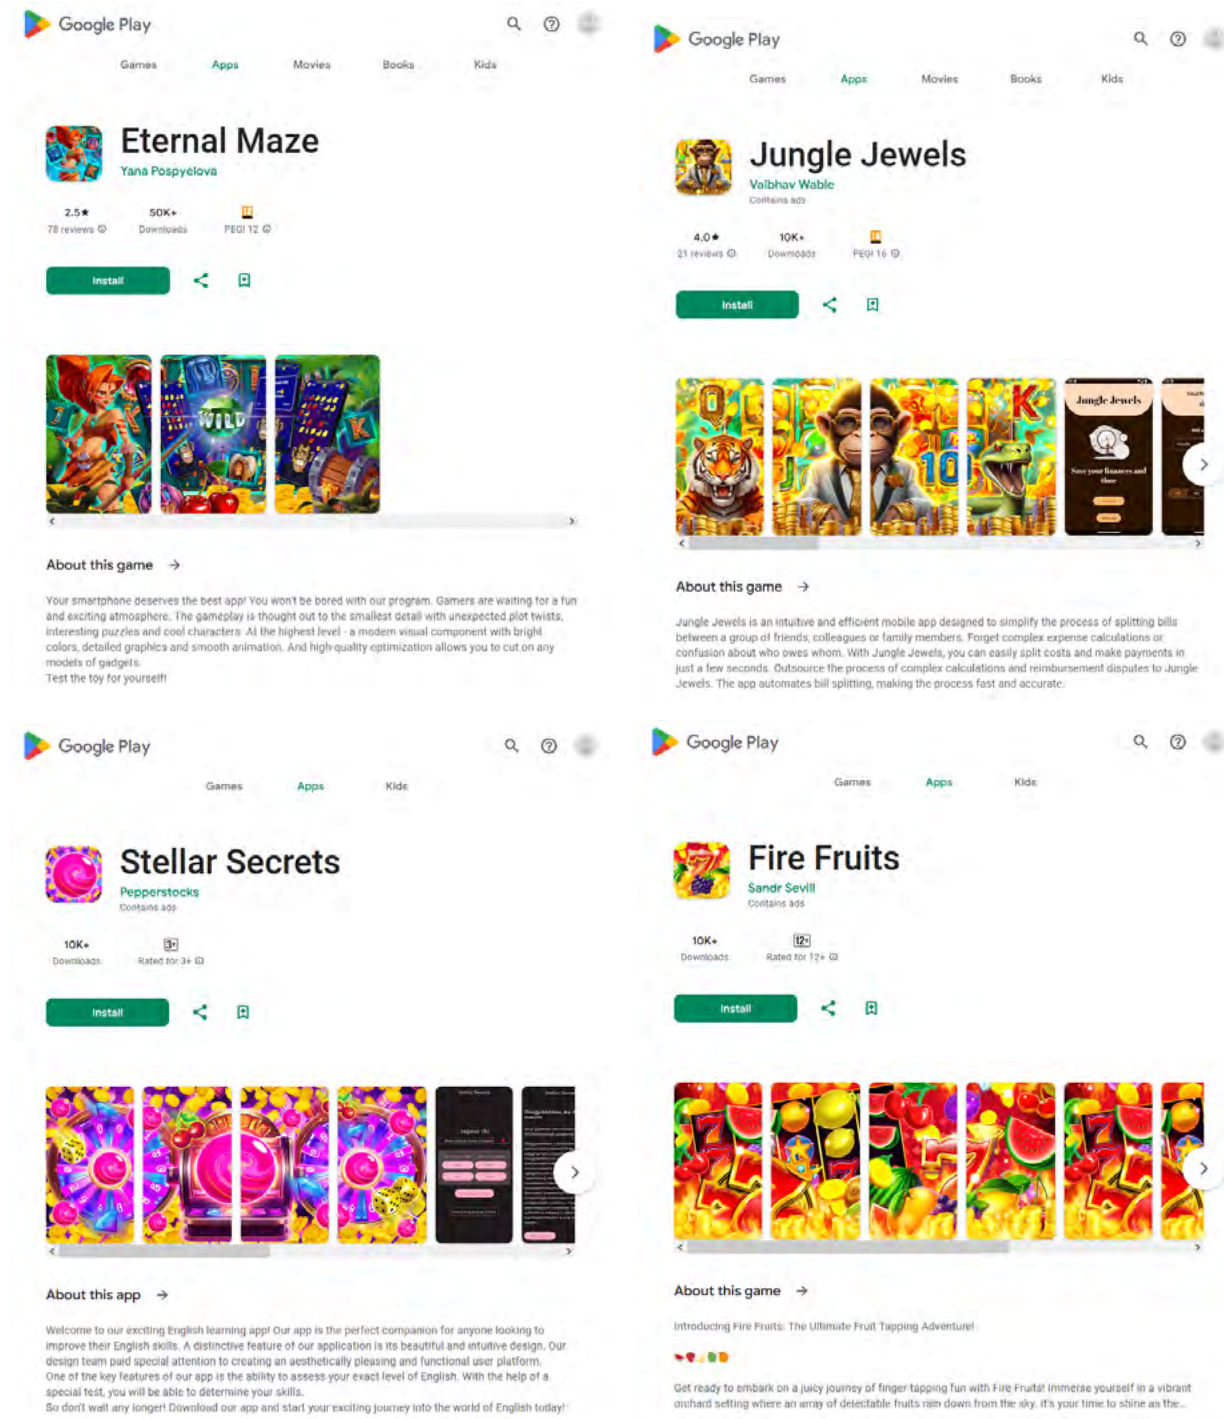 Google Play
Games Apps Movies Books Kids
Eternal Maze
Yana Pospyelova
2.5★ 50K+
78 reviews Downloads PEGI 12
Install
WILD
J K K
About this game →
Your smartphone deserves the best app! You won't be bored with our program. Gamers are waiting for a fun
and exciting atmosphere. The gameplay is thought out to the smallest detail with unexpected plot twists,
interesting puzzles and cool characters. At the highest level - a modern visual component with bright
colors, detailed graphics and smooth animation. And high-quality optimization allows you to cut on any
models of gadgets.
Test the toy for yourself!
Google Play
Games Apps Movies Books Kids
Jungle Jewels
Vaibhav Wable
Contains ads
4.0★ 10K+
21 reviews Downloads PEGI 16
Install
Q J 10 K
Jungle Jewels
Save your finances and
time
About this game →
Jungle Jewels is an intuitive and efficient mobile app designed to simplify the process of splitting bills
between a group of friends, colleagues or family members. Forget complex expense calculations or
confusion about who owes whom. With Jungle Jewels, you can easily split costs and make payments in
just a few seconds. Outsource the process of complex calculations and reimbursement disputes to Jungle
Jewels. The app automates bill splitting, making the process fast and accurate.
Google Play
Games Apps Kids
Stellar Secrets
Pepperstocks
Contains ads
10K+ 3+
Downloads Rated for 3+
Install
About this app →
Welcome to our exciting English learning app! Our app is the perfect companion for anyone looking to
improve their English skills. A distinctive feature of our application is its beautiful and intuitive design. Our
design team paid special attention to creating an aesthetically pleasing and functional user platform.
One of the key features of our app is the ability to assess your exact level of English. With the help of a
special test, you will be able to determine your skills.
So don't wait any longer! Download our app and start your exciting journey into the world of English today!
Google Play
Games Apps Kids
Fire Fruits
Sandr Sevill
Contains ads
10K+ 12+
Downloads Rated for 12+
Install
About this game →
Introducing Fire Fruits: The Ultimate Fruit Tapping Adventure!
Get ready to embark on a juicy journey of finger tapping fun with Fire Fruits! Immerse yourself in a vibrant
orchard setting where an array of delectable fruits rain down from the sky. It's your time to shine as the...